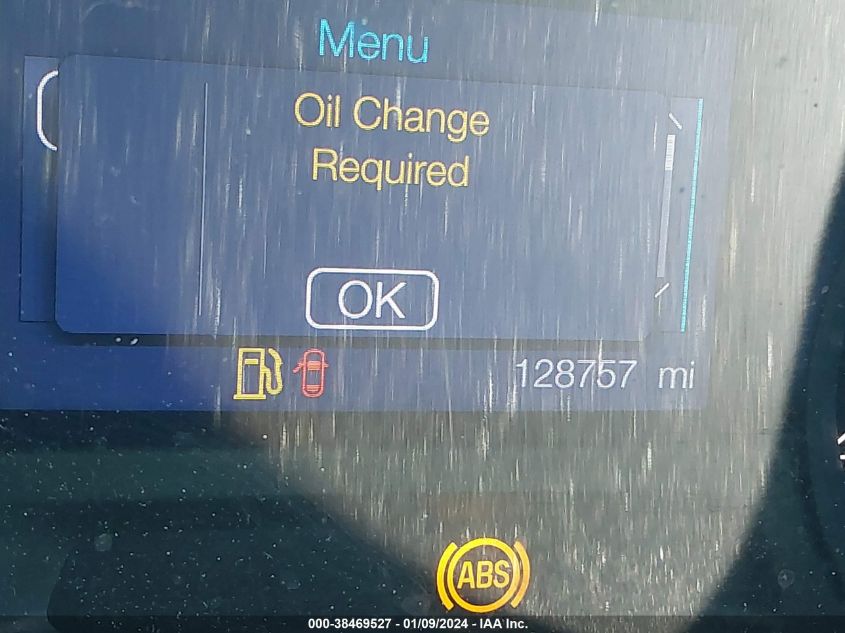 Menu
Oil Change
Required
OK
128757 mi
ABS
000-38469527 - 01/09/2024 - IAA Inc.